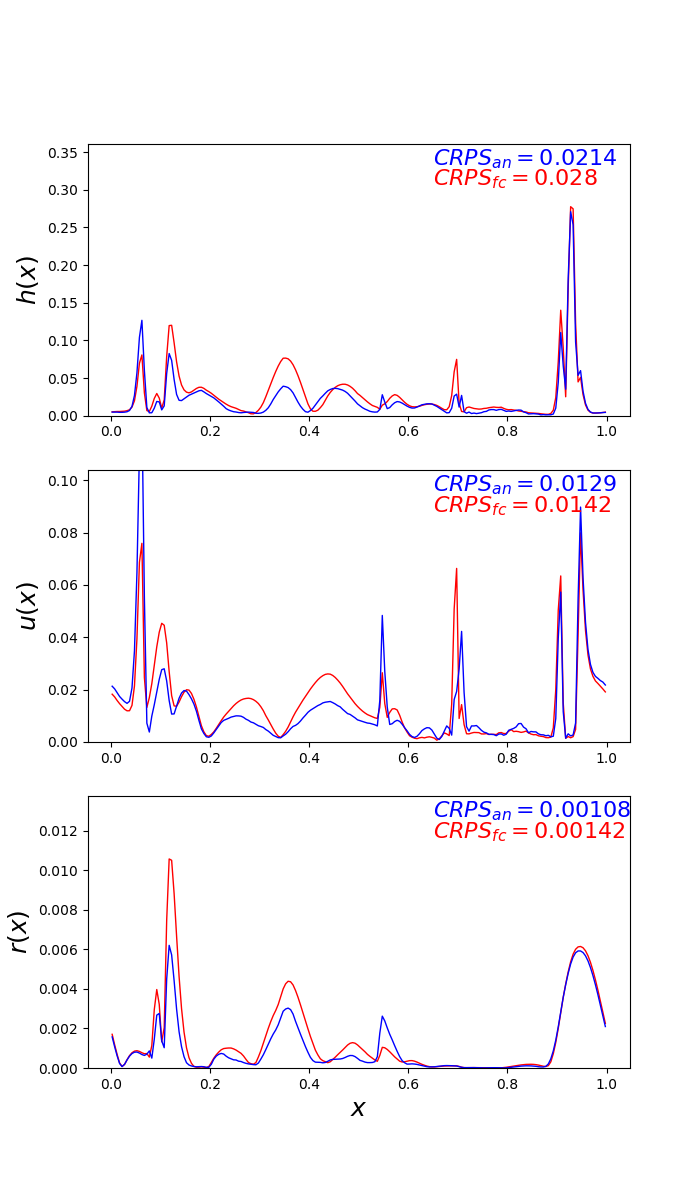 CRPS_an = 0.0214
CRPS_fc = 0.028
h(x)
0.35
0.30
0.25
0.20
0.15
0.10
0.05
0.00
0.0 0.2 0.4 0.6 0.8 1.0
CRPS_an = 0.0129
CRPS_fc = 0.0142
u(x)
0.10
0.08
0.06
0.04
0.02
0.00
0.0 0.2 0.4 0.6 0.8 1.0
CRPS_an = 0.00108
CRPS_fc = 0.00142
r(x)
0.012
0.010
0.008
0.006
0.004
0.002
0.000
0.0 0.2 0.4 0.6 0.8 1.0
x